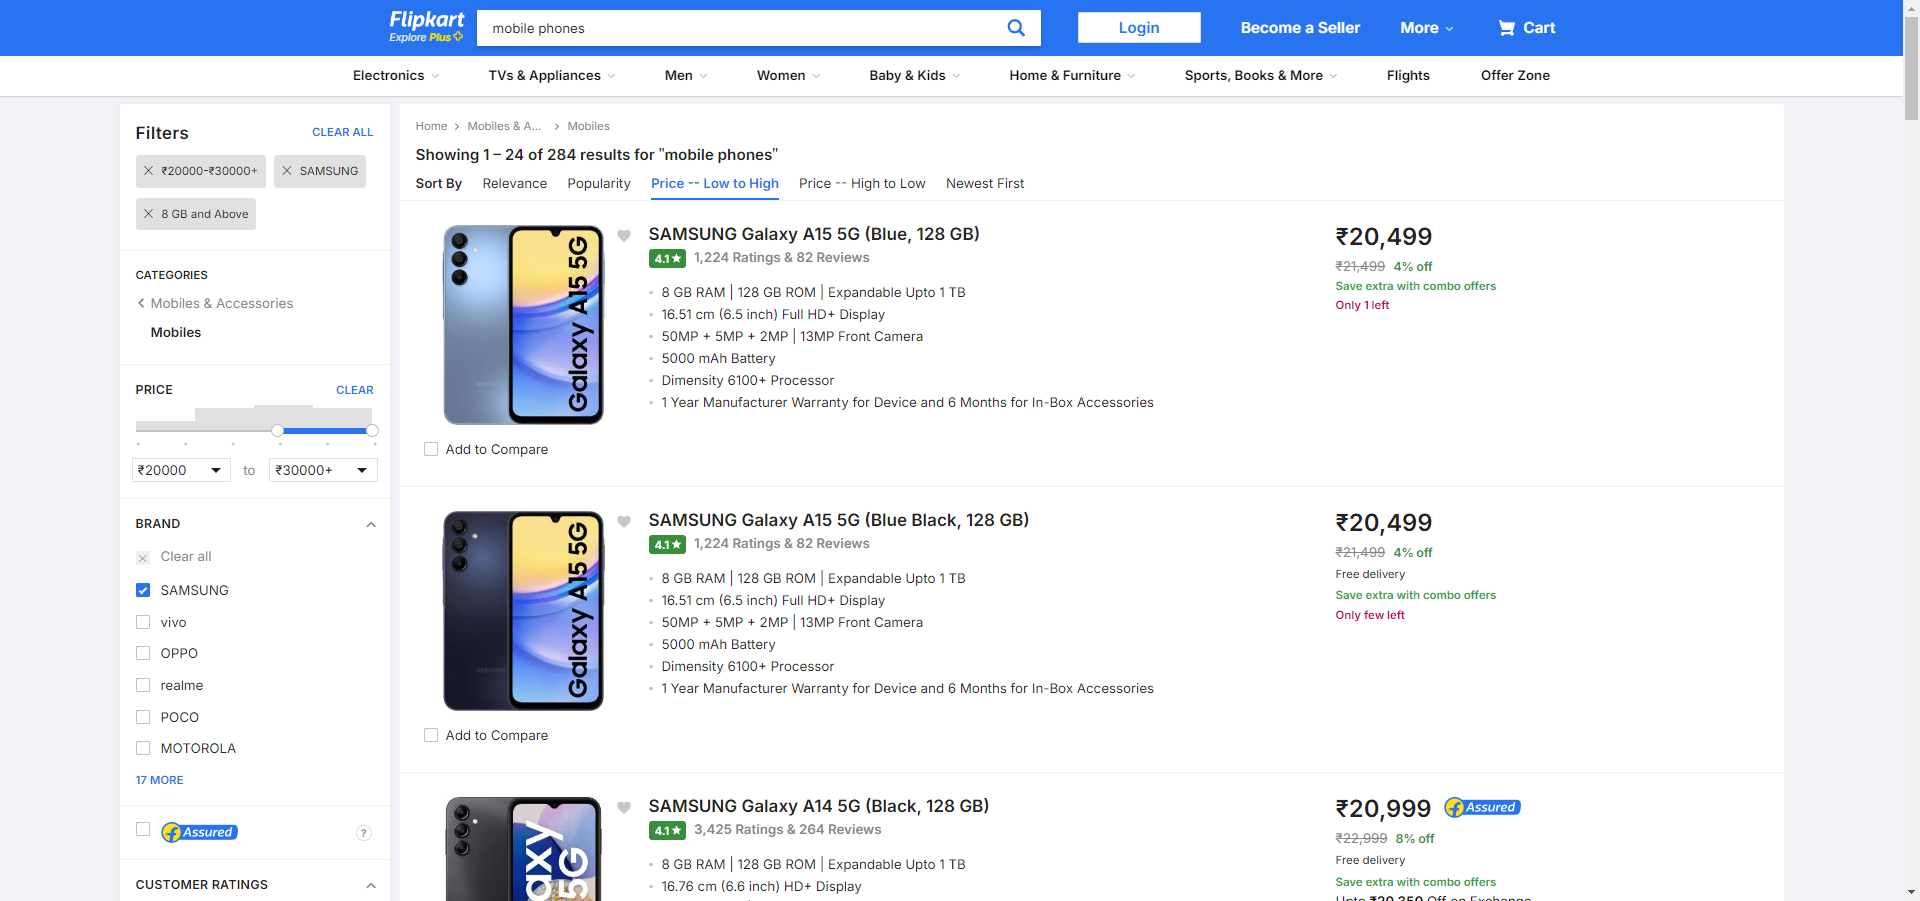 Flipkart
Explore Plus
mobile phones
Login
Become a Seller
More
Cart
Electronics
TVs & Appliances
Men
Women
Baby & Kids
Home & Furniture
Sports, Books & More
Flights
Offer Zone
Filters
CLEAR ALL
₹20000-₹30000+
SAMSUNG
8 GB and Above
CATEGORIES
Mobiles & Accessories
Mobiles
PRICE
CLEAR
₹20000
to
₹30000+
BRAND
Clear all
SAMSUNG
vivo
OPPO
realme
POCO
MOTOROLA
17 MORE
Assured
?
CUSTOMER RATINGS
Home
Mobiles & A...
Mobiles
Showing 1 – 24 of 284 results for "mobile phones"
Sort By
Relevance
Popularity
Price -- Low to High
Price -- High to Low
Newest First
Galaxy A15 5G
SAMSUNG Galaxy A15 5G (Blue, 128 GB)
4.1★ 1,224 Ratings & 82 Reviews
8 GB RAM | 128 GB ROM | Expandable Upto 1 TB
16.51 cm (6.5 inch) Full HD+ Display
50MP + 5MP + 2MP | 13MP Front Camera
5000 mAh Battery
Dimensity 6100+ Processor
1 Year Manufacturer Warranty for Device and 6 Months for In-Box Accessories
₹20,499
₹21,499 4% off
Save extra with combo offers
Only 1 left
Add to Compare
Galaxy A15 5G
SAMSUNG Galaxy A15 5G (Blue Black, 128 GB)
4.1★ 1,224 Ratings & 82 Reviews
8 GB RAM | 128 GB ROM | Expandable Upto 1 TB
16.51 cm (6.5 inch) Full HD+ Display
50MP + 5MP + 2MP | 13MP Front Camera
5000 mAh Battery
Dimensity 6100+ Processor
1 Year Manufacturer Warranty for Device and 6 Months for In-Box Accessories
₹20,499
₹21,499 4% off
Free delivery
Save extra with combo offers
Only few left
Add to Compare
SAMSUNG Galaxy A14 5G (Black, 128 GB)
4.1★ 3,425 Ratings & 264 Reviews
8 GB RAM | 128 GB ROM | Expandable Upto 1 TB
16.76 cm (6.6 inch) HD+ Display
₹20,999
Assured
₹22,999 8% off
Free delivery
Save extra with combo offers
Upto ₹20,350 Off on Exchange